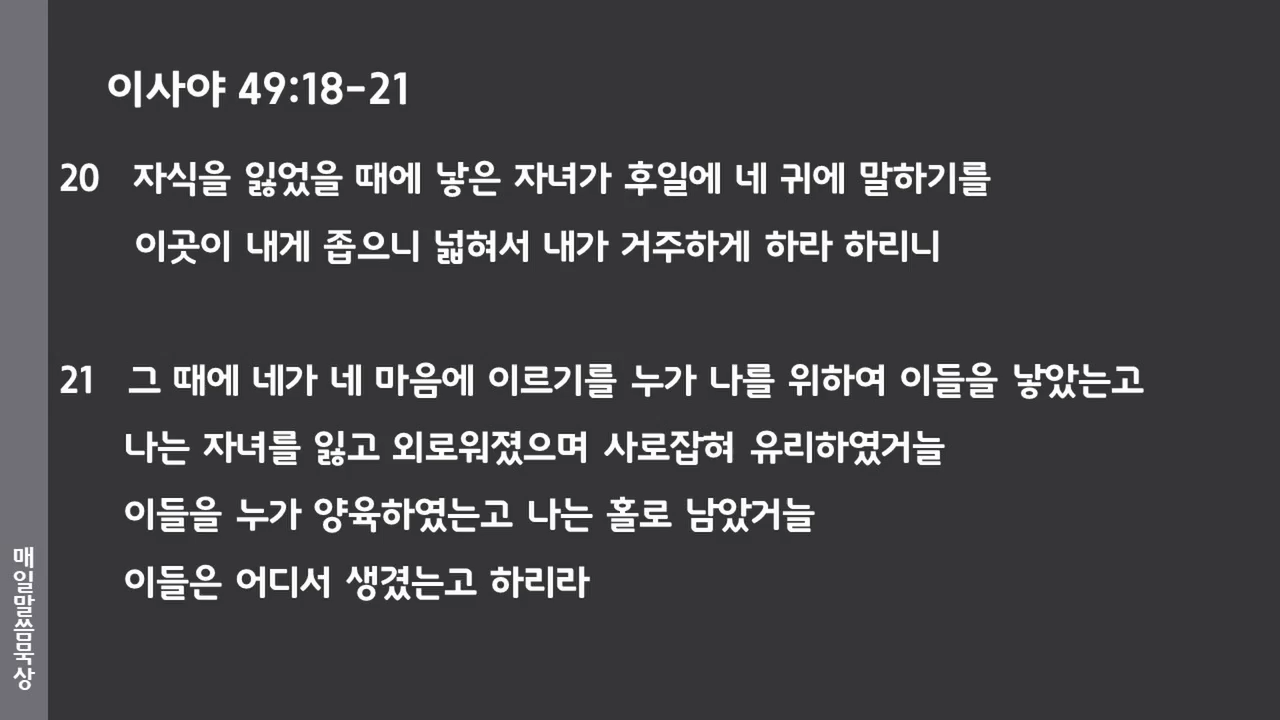 이사야 49:18-21
20 자식을 잃었을 때에 낳은 자녀가 후일에 네 귀에 말하기를
이곳이 내게 좁으니 넓혀서 내가 거주하게 하라 하리니
21 그 때에 네가 네 마음에 이르기를 누가 나를 위하여 이들을 낳았는고
나는 자녀를 잃고 외로워졌으며 사로잡혀 유리하였거늘
이들을 누가 양육하였는고 나는 홀로 남았거늘
이들은 어디서 생겼는고 하리라
매일말씀묵상